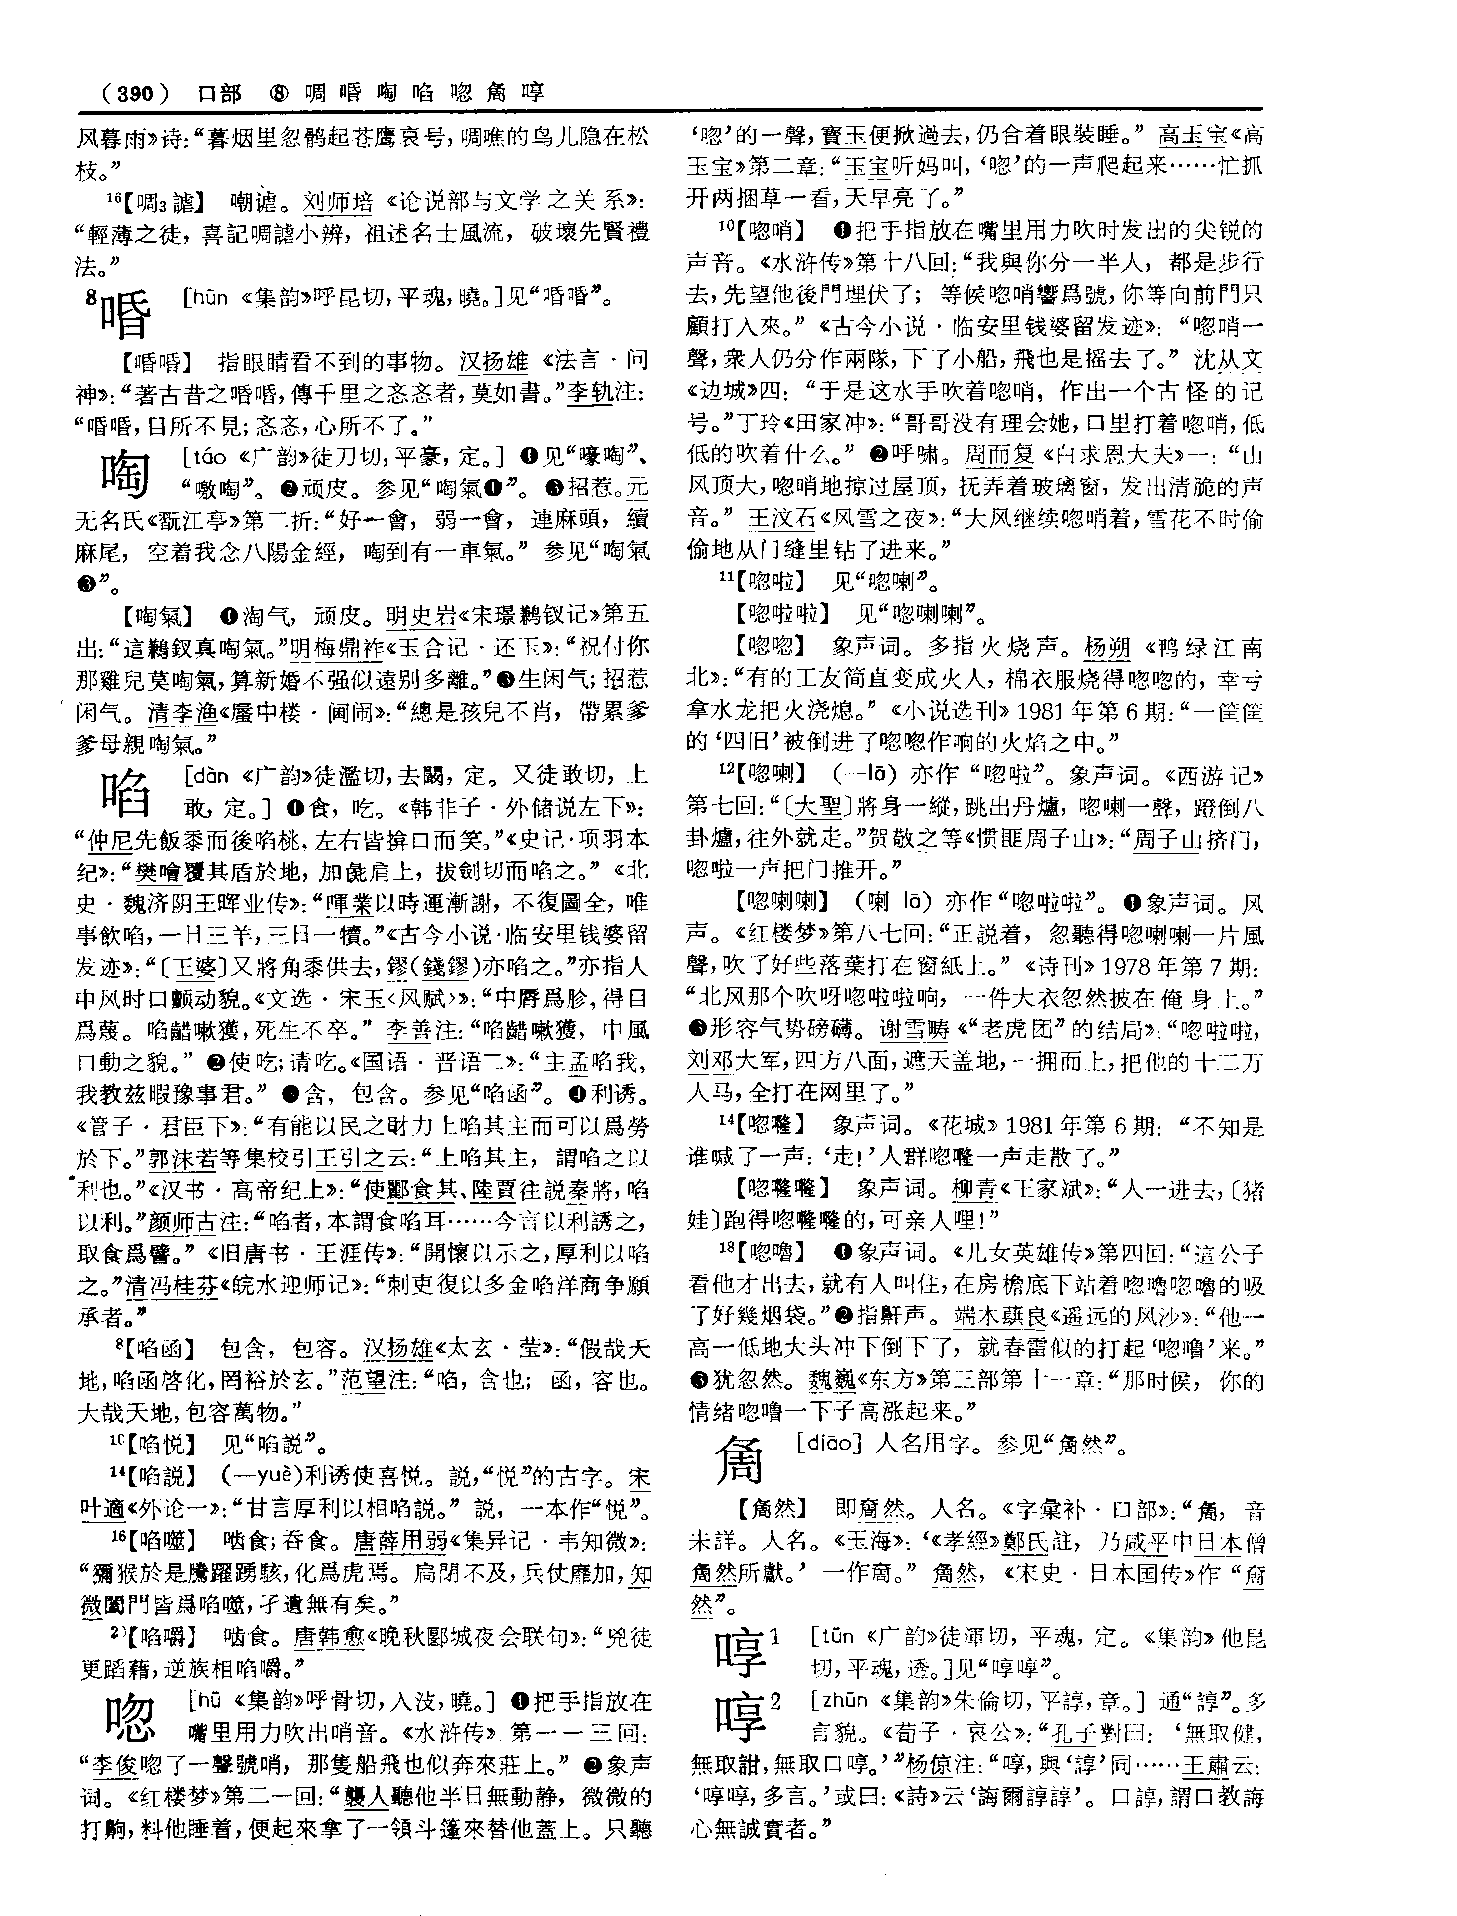 (390) 口部 ⑧ 啁 㖧 啕 啗 唿 奝 啍
风暮雨》诗：“暮烟里忽鹘起苍鹰哀号，啁噍的鸟儿隐在松
枝。”
16【啁3謔】 嘲谑。刘师培《论说部与文学之关系》：
“輕薄之徒，喜記啁謔小辨，祖述名士風流，破壞先賢禮
法。”
8㖧 [hūn 《集韵》呼昆切，平魂，曉。]见“㖧㖧”。
【㖧㖧】 指眼睛看不到的事物。汉扬雄《法言·问
神》：“著古昔之㖧㖧，傳千里之忞忞者，莫如書。”李轨注：
“㖧㖧，目所不見；忞忞，心所不了。”
啕 [táo 《广韵》徒刀切，平豪，定。] ❶见“嚎啕”、
“噭啕”。❷顽皮。参见“啕氣❶”。❸招惹。元
无名氏《翫江亭》第二折：“好一會，弱一會，連麻頭，續
麻尾，空着我念八陽金經，啕到有一車氣。” 参见“啕氣
❸”。
【啕氣】 ❶淘气，顽皮。明史岩《宋璟鹣钗记》第五
出：“這鶼釵真啕氣。”明梅鼎祚《玉合记·还玉》：“祝付你
那雞兒莫啕氣，算新婚不强似遠别多離。”❸生闲气；招惹
闲气。清李渔《蜃中楼·闺闹》：“總是孩兒不肖，帶累爹
爹母親啕氣。”
啗 [dàn 《广韵》徒濫切，去闞，定。又徒敢切，上
敢，定。] ❶食，吃。《韩非子·外储说左下》：
“仲尼先飯黍而後啗桃，左右皆揜口而笑。”《史记·项羽本
纪》：“樊噲覆其盾於地，加彘肩上，拔劍切而啗之。”《北
史·魏济阴王晖业传》：“暉業以時運漸謝，不復圖全，唯
事飲啗，一日三羊，三日一犢。”《古今小说·临安里钱婆留
发迹》：“〔王婆〕又將角黍供去，鏐（錢鏐）亦啗之。”亦指人
中风时口颤动貌。《文选·宋玉〈风赋〉》：“中脣爲胗，得目
爲蔑。啗齰嗽獲，死生不卒。” 李善注：“啗齰嗽獲，中風
口動之貌。” ❷使吃；请吃。《国语·晋语二》：“主孟啗我，
我教兹暇豫事君。” ❸含，包含。参见“啗函”。❹利诱。
《管子·君臣下》：“有能以民之財力上啗其主而可以爲勞
於下。”郭沫若等集校引王引之云：“上啗其主，謂啗之以
利也。”《汉书·高帝纪上》：“使酈食其、陸賈往説秦將，啗
以利。”颜师古注：“啗者，本謂食啗耳……今言以利誘之，
取食爲譬。”《旧唐书·王涯传》：“開懷以示之，厚利以啗
之。”清冯桂芬《皖水迎师记》：“刺吏復以多金啗洋商争願
承者。”
8【啗函】 包含，包容。汉扬雄《太玄·莹》：“假哉天
地，啗函啓化，罔裕於玄。”范望注：“啗，含也；函，容也。
大哉天地，包容萬物。”
10【啗悦】 见“啗説”。
14【啗説】（—yuè）利诱使喜悦。説，“悦”的古字。宋
叶適《外论一》：“甘言厚利以相啗説。” 説，一本作“悦”。
16【啗噬】 啮食；吞食。唐薛用弱《集异记·韦知微》：
“獼猴於是騰躍踴駭，化爲虎焉。扃閉不及，兵仗靡加，知
微闔門皆爲啗噬，孑遺無有矣。”
20【啗嚼】 啮食。唐韩愈《晚秋郾城夜会联句》：“兇徒
更蹈藉，逆族相啗嚼。”
唿 [hū 《集韵》呼骨切，入没，曉。] ❶把手指放在
嘴里用力吹出哨音。《水浒传》第一一三回：
“李俊唿了一聲號哨，那隻船飛也似奔來莊上。” ❷象声
词。《红楼梦》第二一回：“襲人聽他半日無動静，微微的
打齁，料他睡着，便起來拿了一領斗篷來替他蓋上。只聽
‘唿’的一聲，寶玉便掀過去，仍合着眼裝睡。” 高玉宝《高
玉宝》第二章：“玉宝听妈叫，‘唿’的一声爬起来……忙抓
开两捆草一看，天早亮了。”
10【唿哨】 ❶把手指放在嘴里用力吹时发出的尖锐的
声音。《水浒传》第十八回：“我與你分一半人，都是步行
去，先望他後門埋伏了；等候唿哨響爲號，你等向前門只
顧打入來。”《古今小说·临安里钱婆留发迹》：“唿哨一
聲，衆人仍分作兩隊，下了小船，飛也是摇去了。” 沈从文
《边城》四：“于是这水手吹着唿哨，作出一个古怪的记
号。”丁玲《田家冲》：“哥哥没有理会她，口里打着唿哨，低
低的吹着什么。” ❷呼啸。周而复《白求恩大夫》一：“山
风顶大，唿哨地掠过屋顶，抚弄着玻璃窗，发出清脆的声
音。” 王汶石《风雪之夜》：“大风继续唿哨着，雪花不时偷
偷地从门缝里钻了进来。”
11【唿啦】 见“唿喇”。
【唿啦啦】 见“唿喇喇”。
【唿唿】 象声词。多指火烧声。杨朔《鸭绿江南
北》：“有的工友简直变成火人，棉衣服烧得唿唿的，幸亏
拿水龙把火浇熄。”《小说选刊》1981年第6期：“一筐筐
的‘四旧’被倒进了唿唿作响的火焰之中。”
12【唿喇】（—lā）亦作“唿啦”。象声词。《西游记》
第七回：“〔大聖〕將身一縱，跳出丹爐，唿喇一聲，蹬倒八
卦爐，往外就走。”贺敬之等《惯匪周子山》：“周子山挤门，
唿啦一声把门推开。”
【唿喇喇】（喇 lā）亦作“唿啦啦”。❶象声词。风
声。《红楼梦》第八七回：“正説着，忽聽得唿喇喇一片風
聲，吹了好些落葉打在窗紙上。”《诗刊》1978年第7期：
“北风那个吹呀唿啦啦响，一件大衣忽然披在俺身上。”
❸形容气势磅礴。谢雪畴《“老虎团”的结局》：“唿啦啦，
刘邓大军，四方八面，遮天盖地，一拥而上，把他的十二万
人马，全打在网里了。”
14【唿隆】 象声词。《花城》1981年第6期：“不知是
谁喊了一声：‘走！’人群唿隆一声走散了。”
【唿隆隆】 象声词。柳青《王家斌》：“人一进去，〔猪
娃〕跑得唿隆隆的，可亲人哩！”
18【唿噜】 ❶象声词。《儿女英雄传》第四回：“這公子
看他才出去，就有人叫住，在房檐底下站着唿嚕唿嚕的吸
了好幾烟袋。”❷指鼾声。端木蕻良《遥远的风沙》：“他一
高一低地大头冲下倒下了，就春雷似的打起‘唿噜’来。”
❸犹忽然。魏巍《东方》第三部第十一章：“那时候，你的
情绪唿噜一下子高涨起来。”
奝 [diāo] 人名用字。参见“奝然”。
【奝然】 即奝然。人名。《字彙补·口部》：“奝，音
未詳。人名。《玉海》：‘《孝經》鄭氏註，乃咸平中日本僧
奝然所獻。’一作奝。” 奝然，《宋史·日本国传》作“奝
然”。
啍1 [tūn 《广韵》徒渾切，平魂，定。《集韵》他昆
切，平魂，透。]见“啍啍”。
啍2 [zhūn 《集韵》朱倫切，平諄，章。] 通“諄”。多
言貌。《荀子·哀公》：“孔子對曰：‘無取健，
無取詌，無取口啍。’”杨倞注：“啍，與‘諄’同……王肅云：
‘啍啍，多言。’或曰：《詩》云‘誨爾諄諄’。口諄，謂口教誨
心無誠實者。”